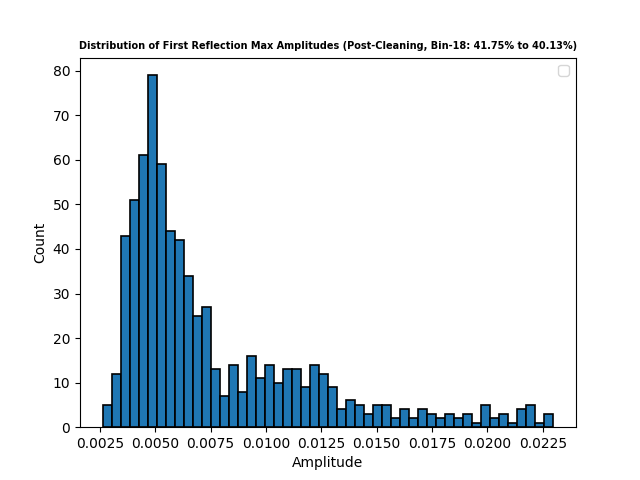 Distribution of First Reflection Max Amplitudes (Post-Cleaning, Bin-18: 41.75% to 40.13%)
80
70
60
50
40
30
20
10
0
Count
0.0025 0.0050 0.0075 0.0100 0.0125 0.0150 0.0175 0.0200 0.0225
Amplitude